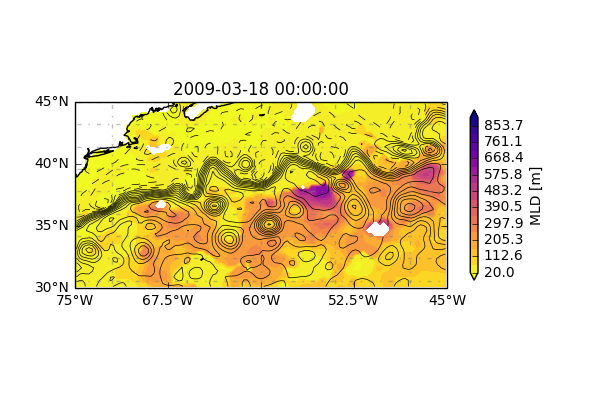 2009-03-18 00:00:00
45°N
40°N
35°N
30°N
75°W
67.5°W
60°W
52.5°W
45°W
853.7
761.1
668.4
575.8
483.2
390.5
297.9
205.3
112.6
20.0
MLD [m]